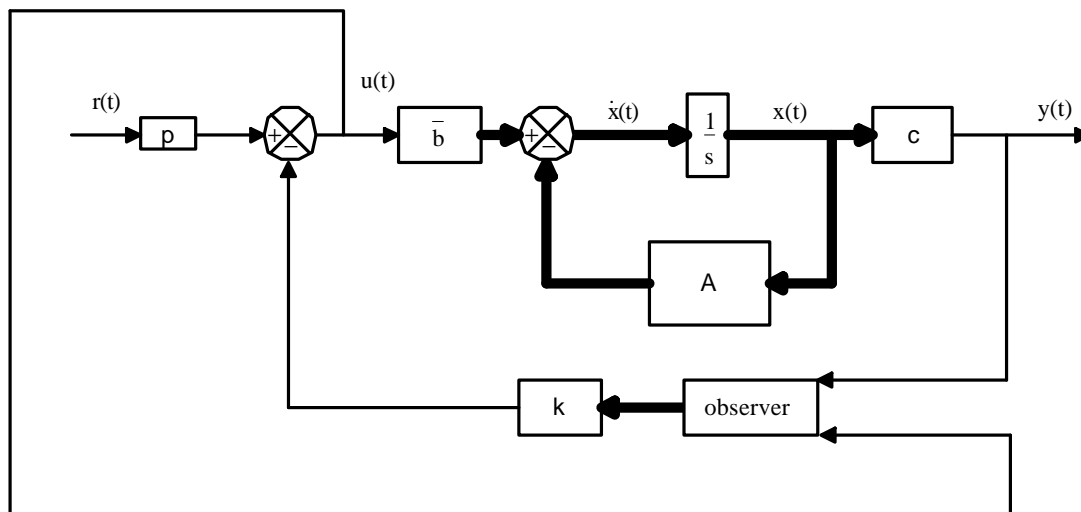 u(t)
r(t)
ẋ(t)
x(t)
y(t)
p
+
−
b̅
+
−
1
s
c
A
k
observer